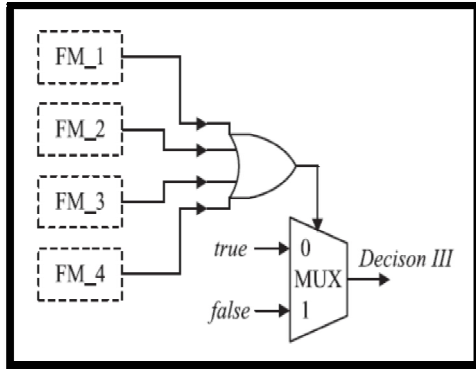 FM_1
FM_2
FM_3
FM_4
true
0
Decison III
MUX
false
1